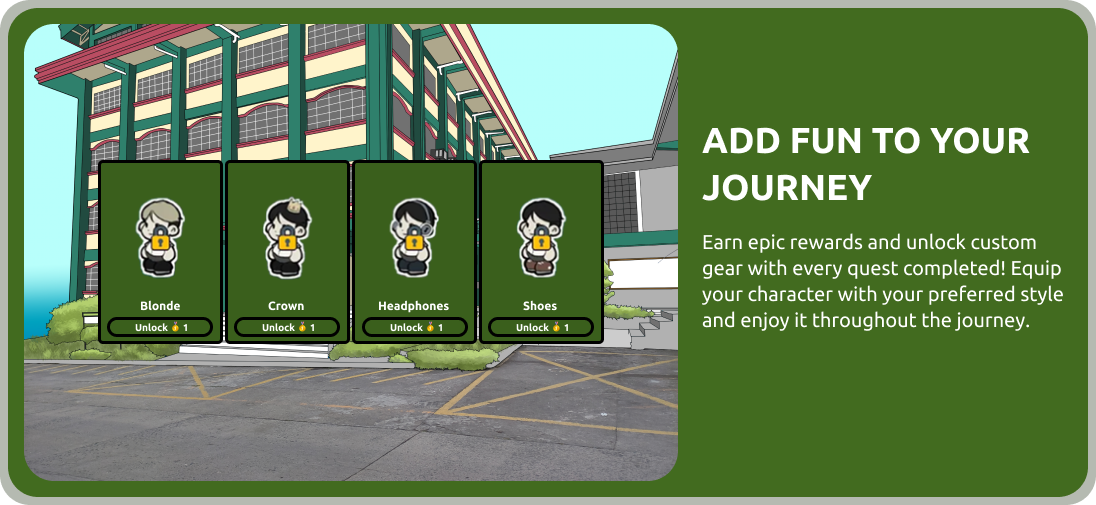 ADD FUN TO YOUR
JOURNEY
Earn epic rewards and unlock custom
gear with every quest completed! Equip
your character with your preferred style
and enjoy it throughout the journey.
Blonde
Crown
Headphones
Shoes
Unlock 🥇 1
Unlock 🥇 1
Unlock 🥇 1
Unlock 🥇 1